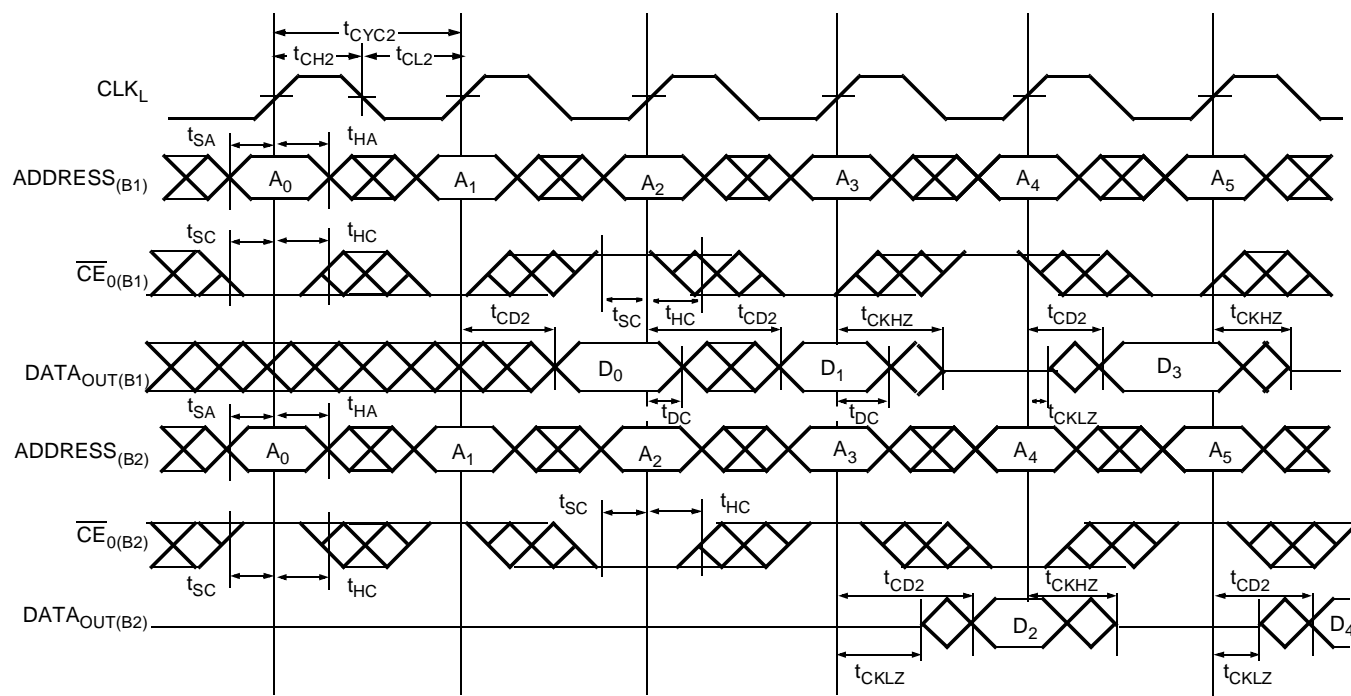 tCYC2
tCH2 tCL2
CLKL
tSA tHA
ADDRESS(B1) A0 A1 A2 A3 A4 A5
tSC tHC
CE0(B1)
tSC tHC
tCD2 tCD2 tCKHZ tCD2 tCKHZ
DATAOUT(B1) D0 D1 D3
tSA tHA tDC tDC tCKLZ
ADDRESS(B2) A0 A1 A2 A3 A4 A5
tSC tHC
CE0(B2)
tSC tHC tCD2 tCKHZ tCD2
DATAOUT(B2) D2 D4
tCKLZ tCKLZ